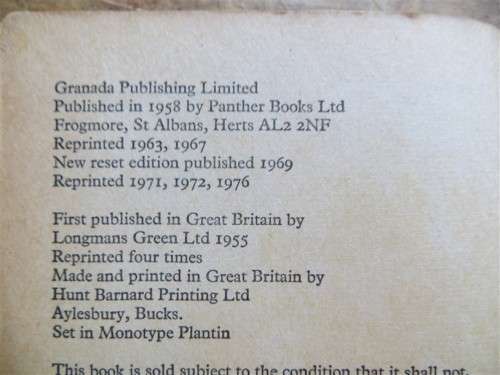 Granada Publishing Limited
Published in 1958 by Panther Books Ltd
Frogmore, St Albans, Herts AL2 2NF
Reprinted 1963, 1967
New reset edition published 1969
Reprinted 1971, 1972, 1976
First published in Great Britain by
Longmans Green Ltd 1955
Reprinted four times
Made and printed in Great Britain by
Hunt Barnard Printing Ltd
Aylesbury, Bucks.
Set in Monotype Plantin
This book is sold subject to the condition that it shall not,